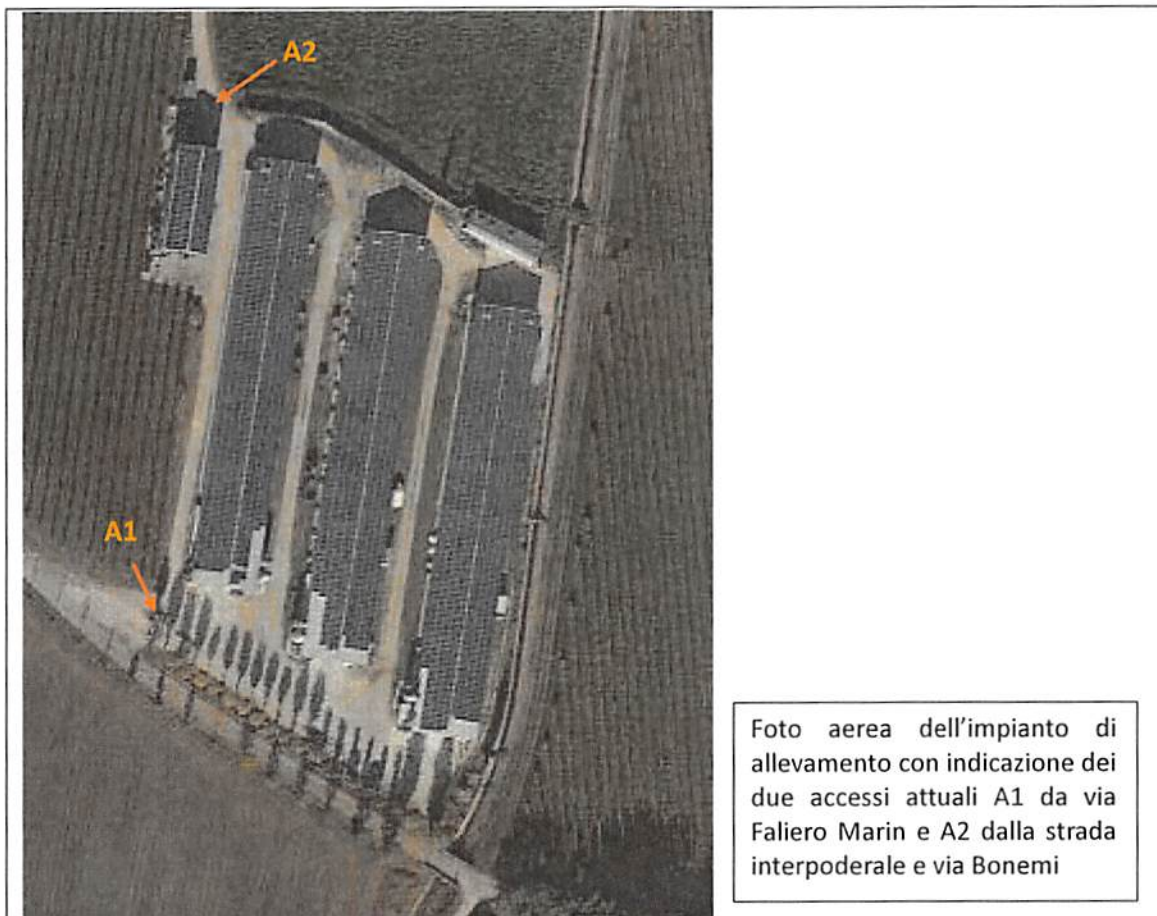 A2
A1
Foto aerea dell'impianto di
allevamento con indicazione dei
due accessi attuali A1 da via
Faliero Marin e A2 dalla strada
interpoderale e via Bonemi